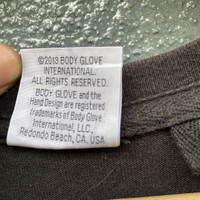 ©2013 BODY GLOVE
INTERNATIONAL.
ALL RIGHTS RESERVED.
BODY GLOVE and the
Hand Design are registered
trademarks of Body Glove
International, LLC,
Redondo Beach, CA, USA